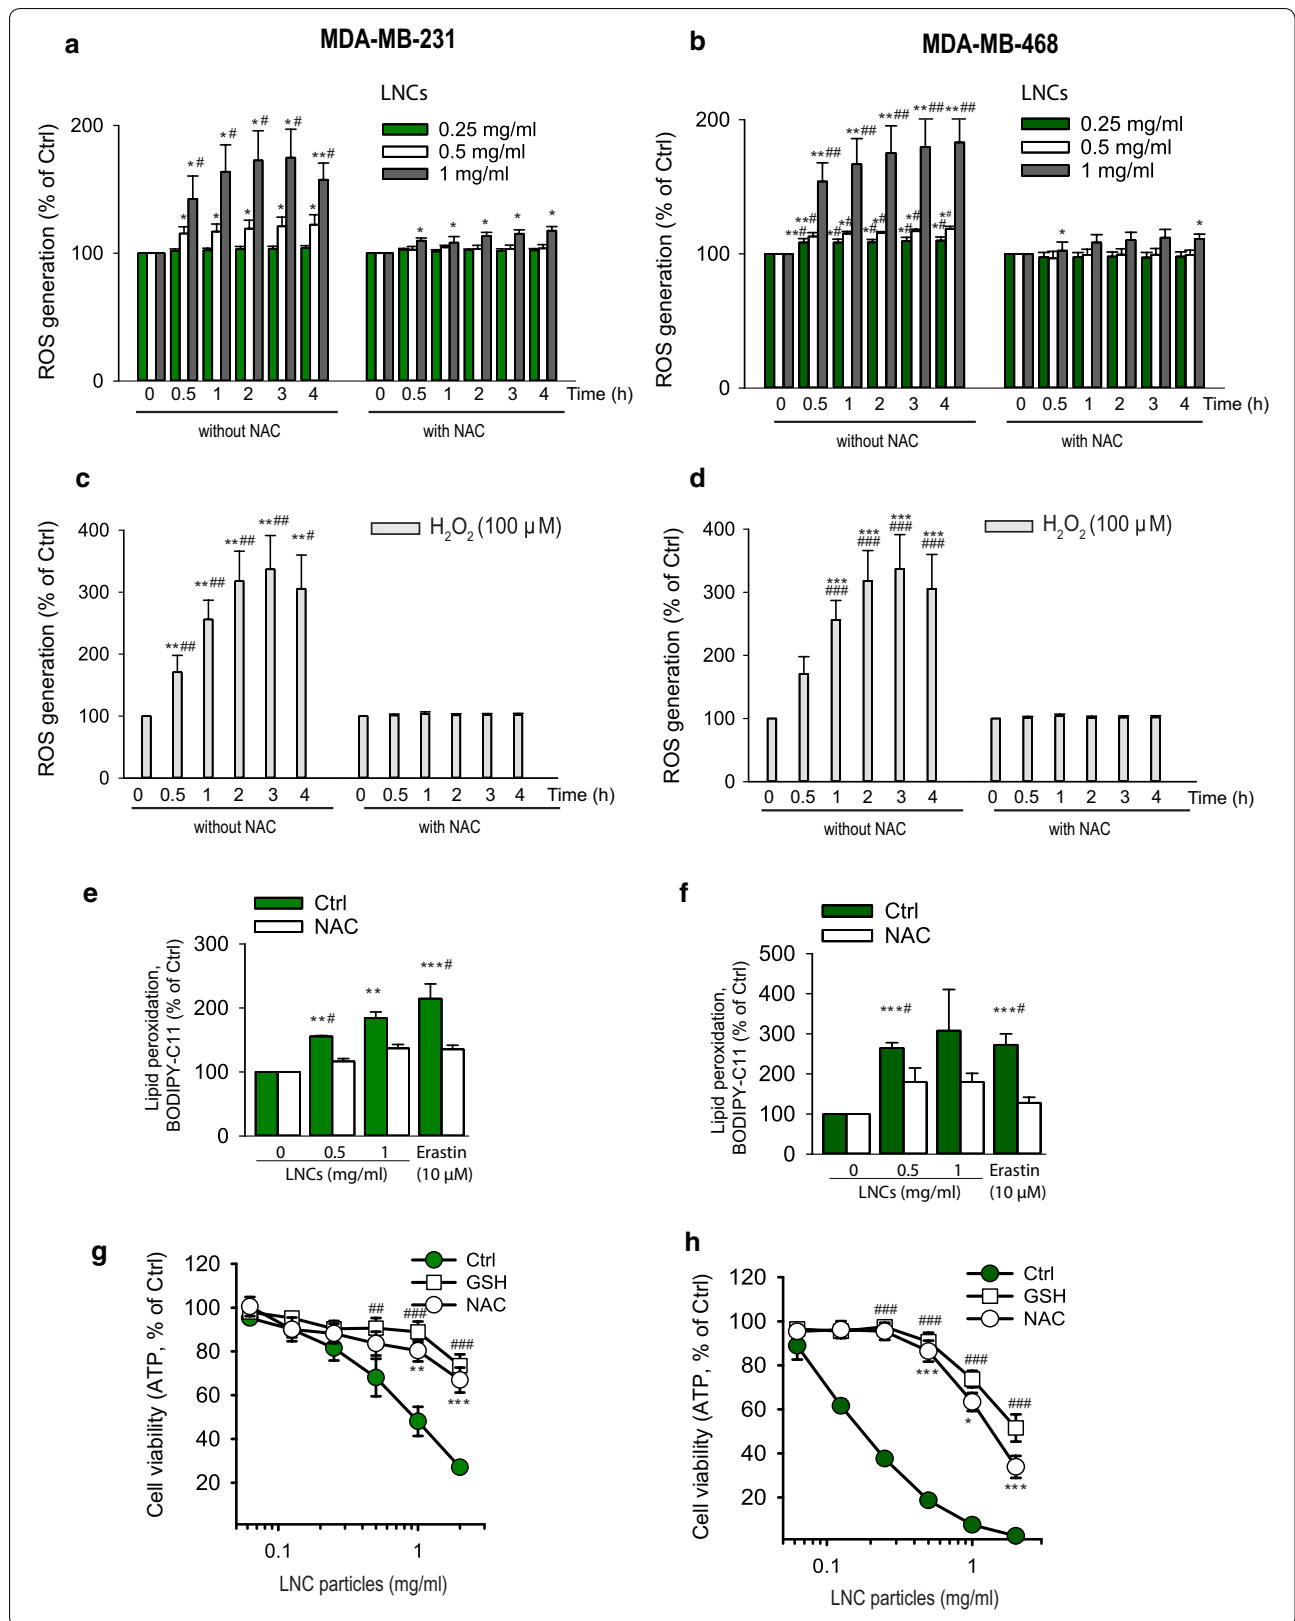 a
MDA-MB-231
LNCs
0.25 mg/ml
0.5 mg/ml
1 mg/ml
ROS generation (% of Ctrl)
200
100
0
*# *# *# *# **#
* * * * *
* * * * *
0 0.5 1 2 3 4 0 0.5 1 2 3 4 Time (h)
without NAC with NAC
b
MDA-MB-468
LNCs
0.25 mg/ml
0.5 mg/ml
1 mg/ml
ROS generation (% of Ctrl)
200
100
0
**## **## **## **## **##
* *
0 0.5 1 2 3 4 0 0.5 1 2 3 4 Time (h)
without NAC with NAC
c
H₂O₂ (100 µM)
ROS generation (% of Ctrl)
400
300
200
100
0
**## **## **## **## **#
0 0.5 1 2 3 4 0 0.5 1 2 3 4 Time (h)
without NAC with NAC
d
H₂O₂ (100 µM)
ROS generation (% of Ctrl)
400
300
200
100
0
*** *** *** ***
### ### ### ###
0 0.5 1 2 3 4 0 0.5 1 2 3 4 Time (h)
without NAC with NAC
e
Ctrl
NAC
Lipid peroxidation,
BODIPY-C11 (% of Ctrl)
300
200
100
0
**# ** ***#
0 0.5 1 Erastin
LNCs (mg/ml) (10 µM)
f
Ctrl
NAC
Lipid peroxidation,
BODIPY-C11 (% of Ctrl)
500
400
300
200
100
0
***# ***#
0 0.5 1 Erastin
LNCs (mg/ml) (10 µM)
g
Ctrl
GSH
NAC
Cell viability (ATP, % of Ctrl)
120
100
80
60
40
20
## ### ###
** ***
0.1 1
LNC particles (mg/ml)
h
Ctrl
GSH
NAC
Cell viability (ATP, % of Ctrl)
120
100
80
60
40
20
### ### ### ###
*** * ***
0.1 1
LNC particles (mg/ml)